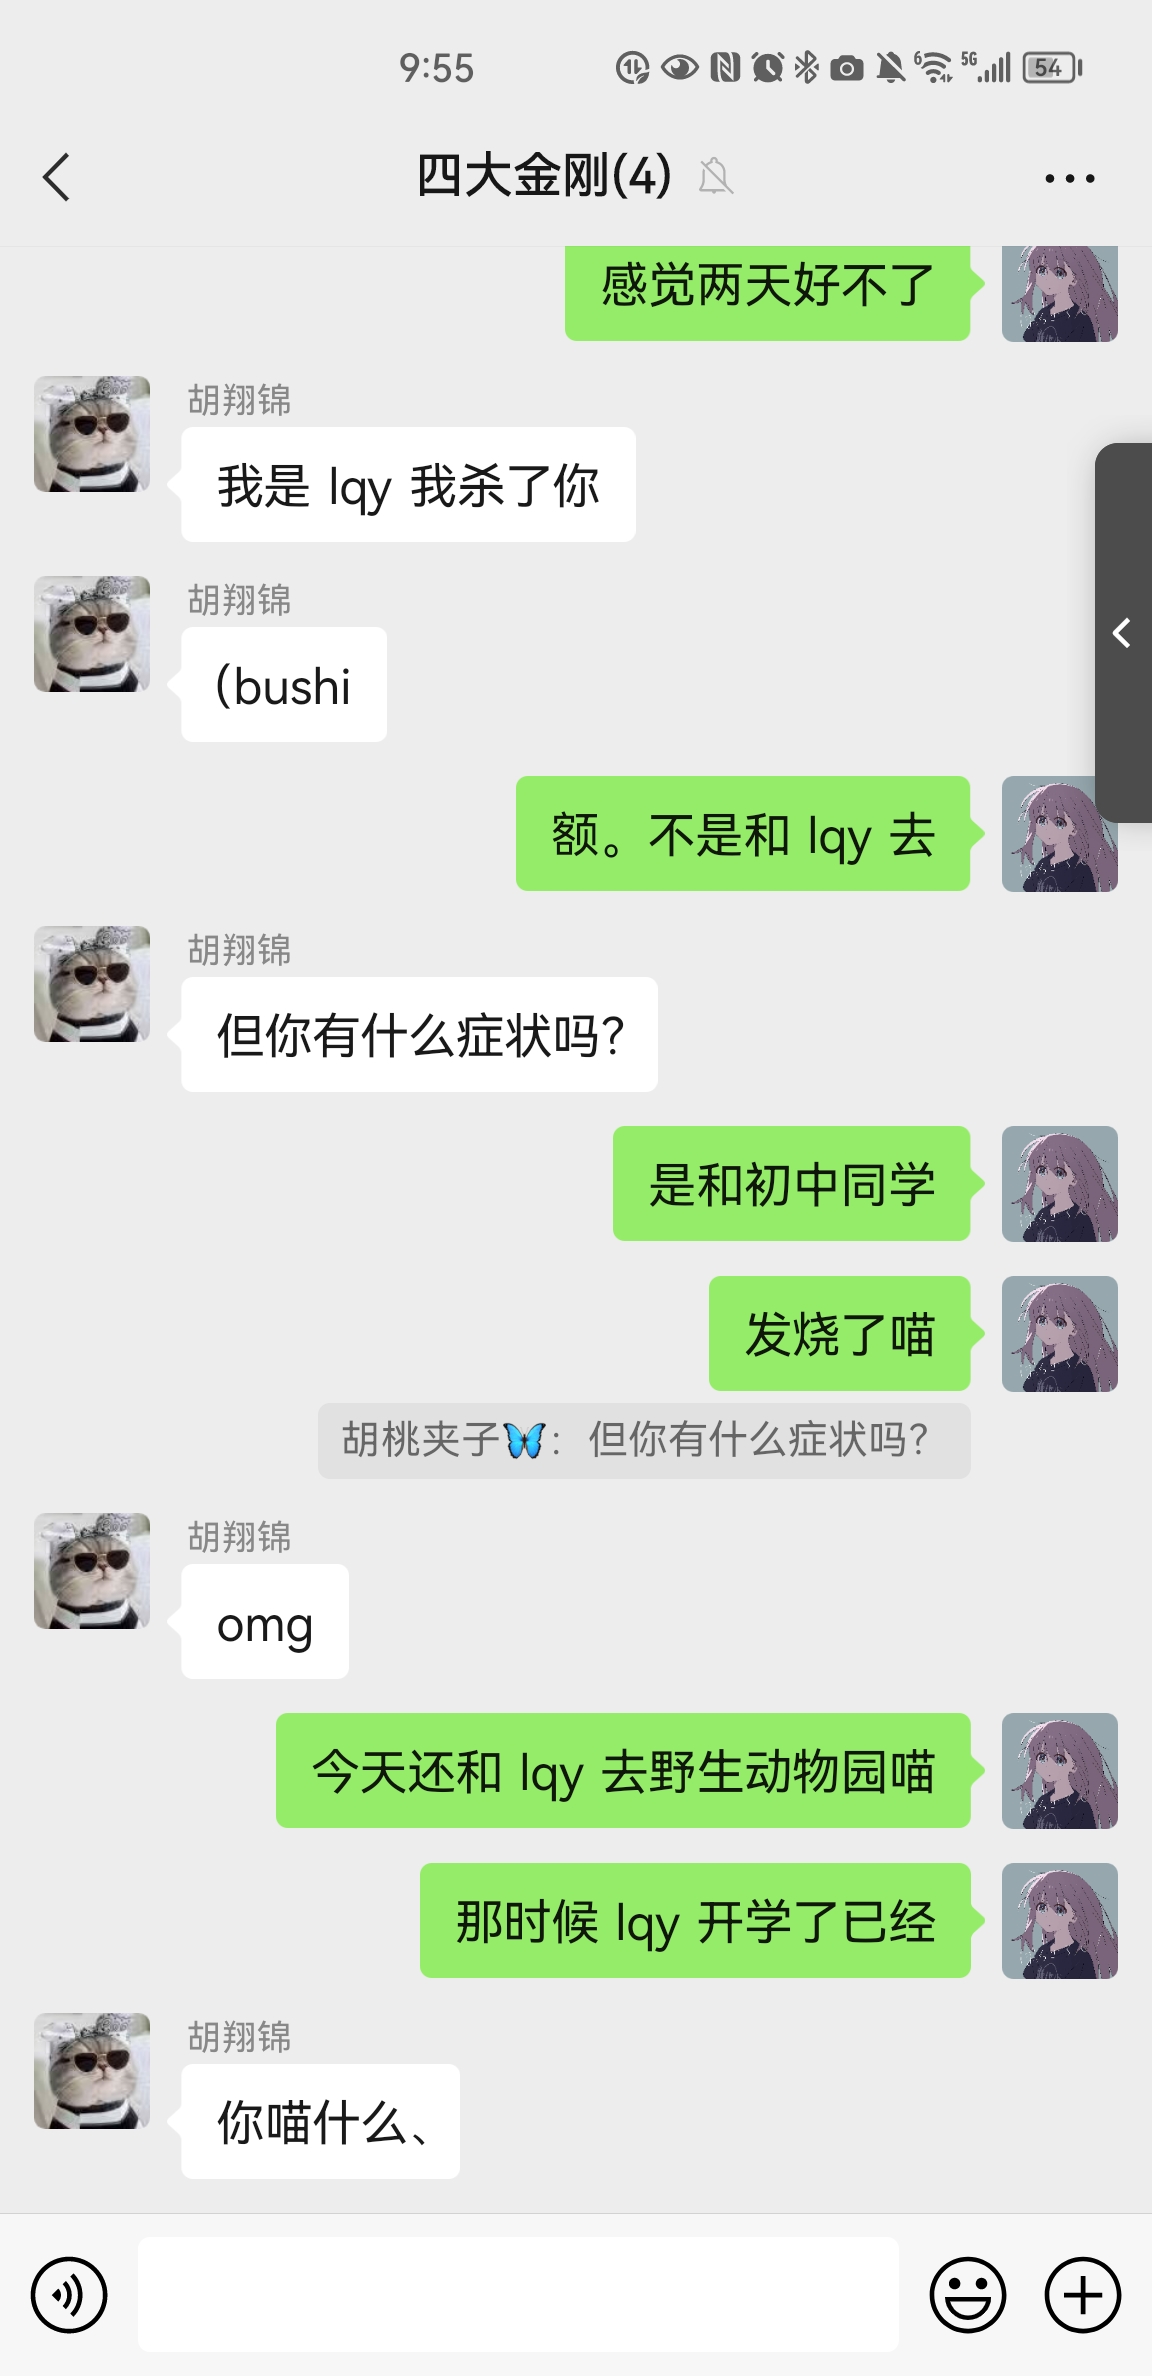 9:55
6
5G
54
四大金刚(4)
感觉两天好不了
胡翔锦
我是 lqy 我杀了你
胡翔锦
(bushi
额。不是和 lqy 去
胡翔锦
但你有什么症状吗?
是和初中同学
发烧了喵
胡桃夹子🦋：但你有什么症状吗?
胡翔锦
omg
今天还和 lqy 去野生动物园喵
那时候 lqy 开学了已经
胡翔锦
你喵什么、